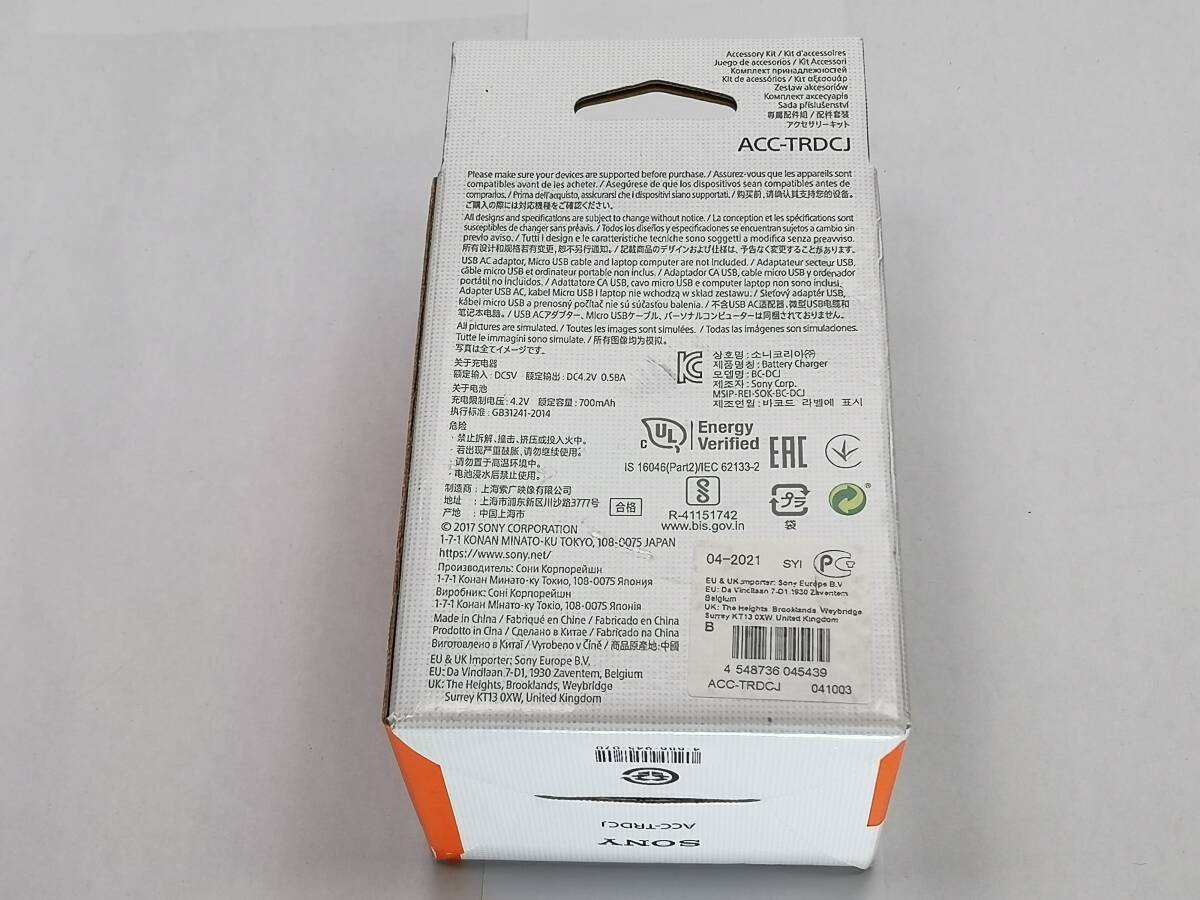 Accessory Kit / Kit d'accessoires
Juego de accesorios / Kit Accessori
Комплект принадлежностей
Kit de acessórios / Κιτ αξεσουάρ
Zestaw akcesoriów
Комплект аксесуарів
Sada příslušenství
專屬配件組 / 配件套装
アクセサリーキット
ACC-TRDCJ
Please make sure your devices are supported before purchase. / Assurez-vous que les appareils sont
compatibles avant de les acheter. / Asegúrese de que los dispositivos sean compatibles antes de
comprarlos. / Prima dell'acquisto, assicurarsi che i dispositivi siano supportati. / 购买前,请确认其支持您的设备。
ご購入の際には対応機種をご確認ください。
All designs and specifications are subject to change without notice. / La conception et les spécifications sont
susceptibles de changer sans préavis. / Todos los diseños y especificaciones se encuentran sujetos a cambio sin
previo aviso. / Tutti i design e le caratteristiche tecniche sono soggetti a modifica senza preavviso.
所有设计和规格若有变更,恕不另行通知。 / 記載商品のデザインおよび仕様は、予告なく変更することがあります。
USB AC adaptor, Micro USB cable and laptop computer are not included. / Adaptateur secteur USB,
câble micro USB et ordinateur portable non inclus. / Adaptador CA USB, cable micro USB y ordenador
portátil no incluidos. / Adattatore CA USB, cavo micro USB e computer laptop non sono inclusi.
Adapter USB AC, kabel Micro USB i laptop nie wchodzą w skład zestawu. / Sieťový adaptér USB,
kábel micro USB a prenosný počítač nie sú súčasťou balenia. / 不含USB AC适配器、微型USB电缆和
笔记本电脑。 / USB ACアダプター、Micro USBケーブル、パーソナルコンピューターは同梱されておりません。
All pictures are simulated. / Toutes les images sont simulées. / Todas las imágenes son simulaciones.
Tutte le immagini sono simulate. / 所有图像均为模拟。
写真は全てイメージです。
关于充电器
额定输入 : DC5V 额定输出 : DC4.2V 0.58A
关于电池
充电限制电压 : 4.2V 额定容量 : 700mAh
执行标准 : GB31241-2014
危险
· 禁止拆解、撞击、挤压或投入火中。
· 若出现严重鼓胀,请勿继续使用。
· 请勿置于高温环境中。
· 电池浸水后禁止使用。
制造商 : 上海索广映像有限公司
地址 : 上海市浦东新区川沙路3777号
产地 : 中国上海市
合格
상호명 : 소니코리아㈜
제품명칭 : Battery Charger
모델명 : BC-DCJ
제조자 : Sony Corp.
MSIP-REI-SOK-BC-DCJ
제조연월 : 바코드 라벨에 표시
c UL Energy
Verified
EAC
IS 16046(Part2)/IEC 62133-2
R-41151742
www.bis.gov.in
プラ
袋
© 2017 SONY CORPORATION
1-7-1 KONAN MINATO-KU TOKYO, 108-0075 JAPAN
https://www.sony.net/
Производитель: Сони Корпорейшн
1-7-1 Конан Минато-ку Токио, 108-0075 Япония
Виробник: Соні Корпорейшн
1-7-1 Конан Мінато-ку Токіо, 108-0075 Японія
Made in China / Fabriqué en Chine / Fabricado en China
Prodotto in Cina / Сделано в Китае / Fabricado na China
Виготовлено в Китаї / Vyrobeno v Číně / 商品原產地: 中國
EU & UK Importer: Sony Europe B.V.
EU: Da Vincilaan 7-D1, 1930 Zaventem, Belgium
UK: The Heights, Brooklands, Weybridge
Surrey KT13 0XW, United Kingdom
04-2021 SYI
EU & UK Importer: Sony Europe B.V.
EU: Da Vincilaan 7-D1 1930 Zaventem
Belgium
UK: The Heights Brooklands Weybridge
Surrey KT13 0XW United Kingdom
B
4 548736 045439
ACC-TRDCJ 041003
ACC-TRDCJ
SONY